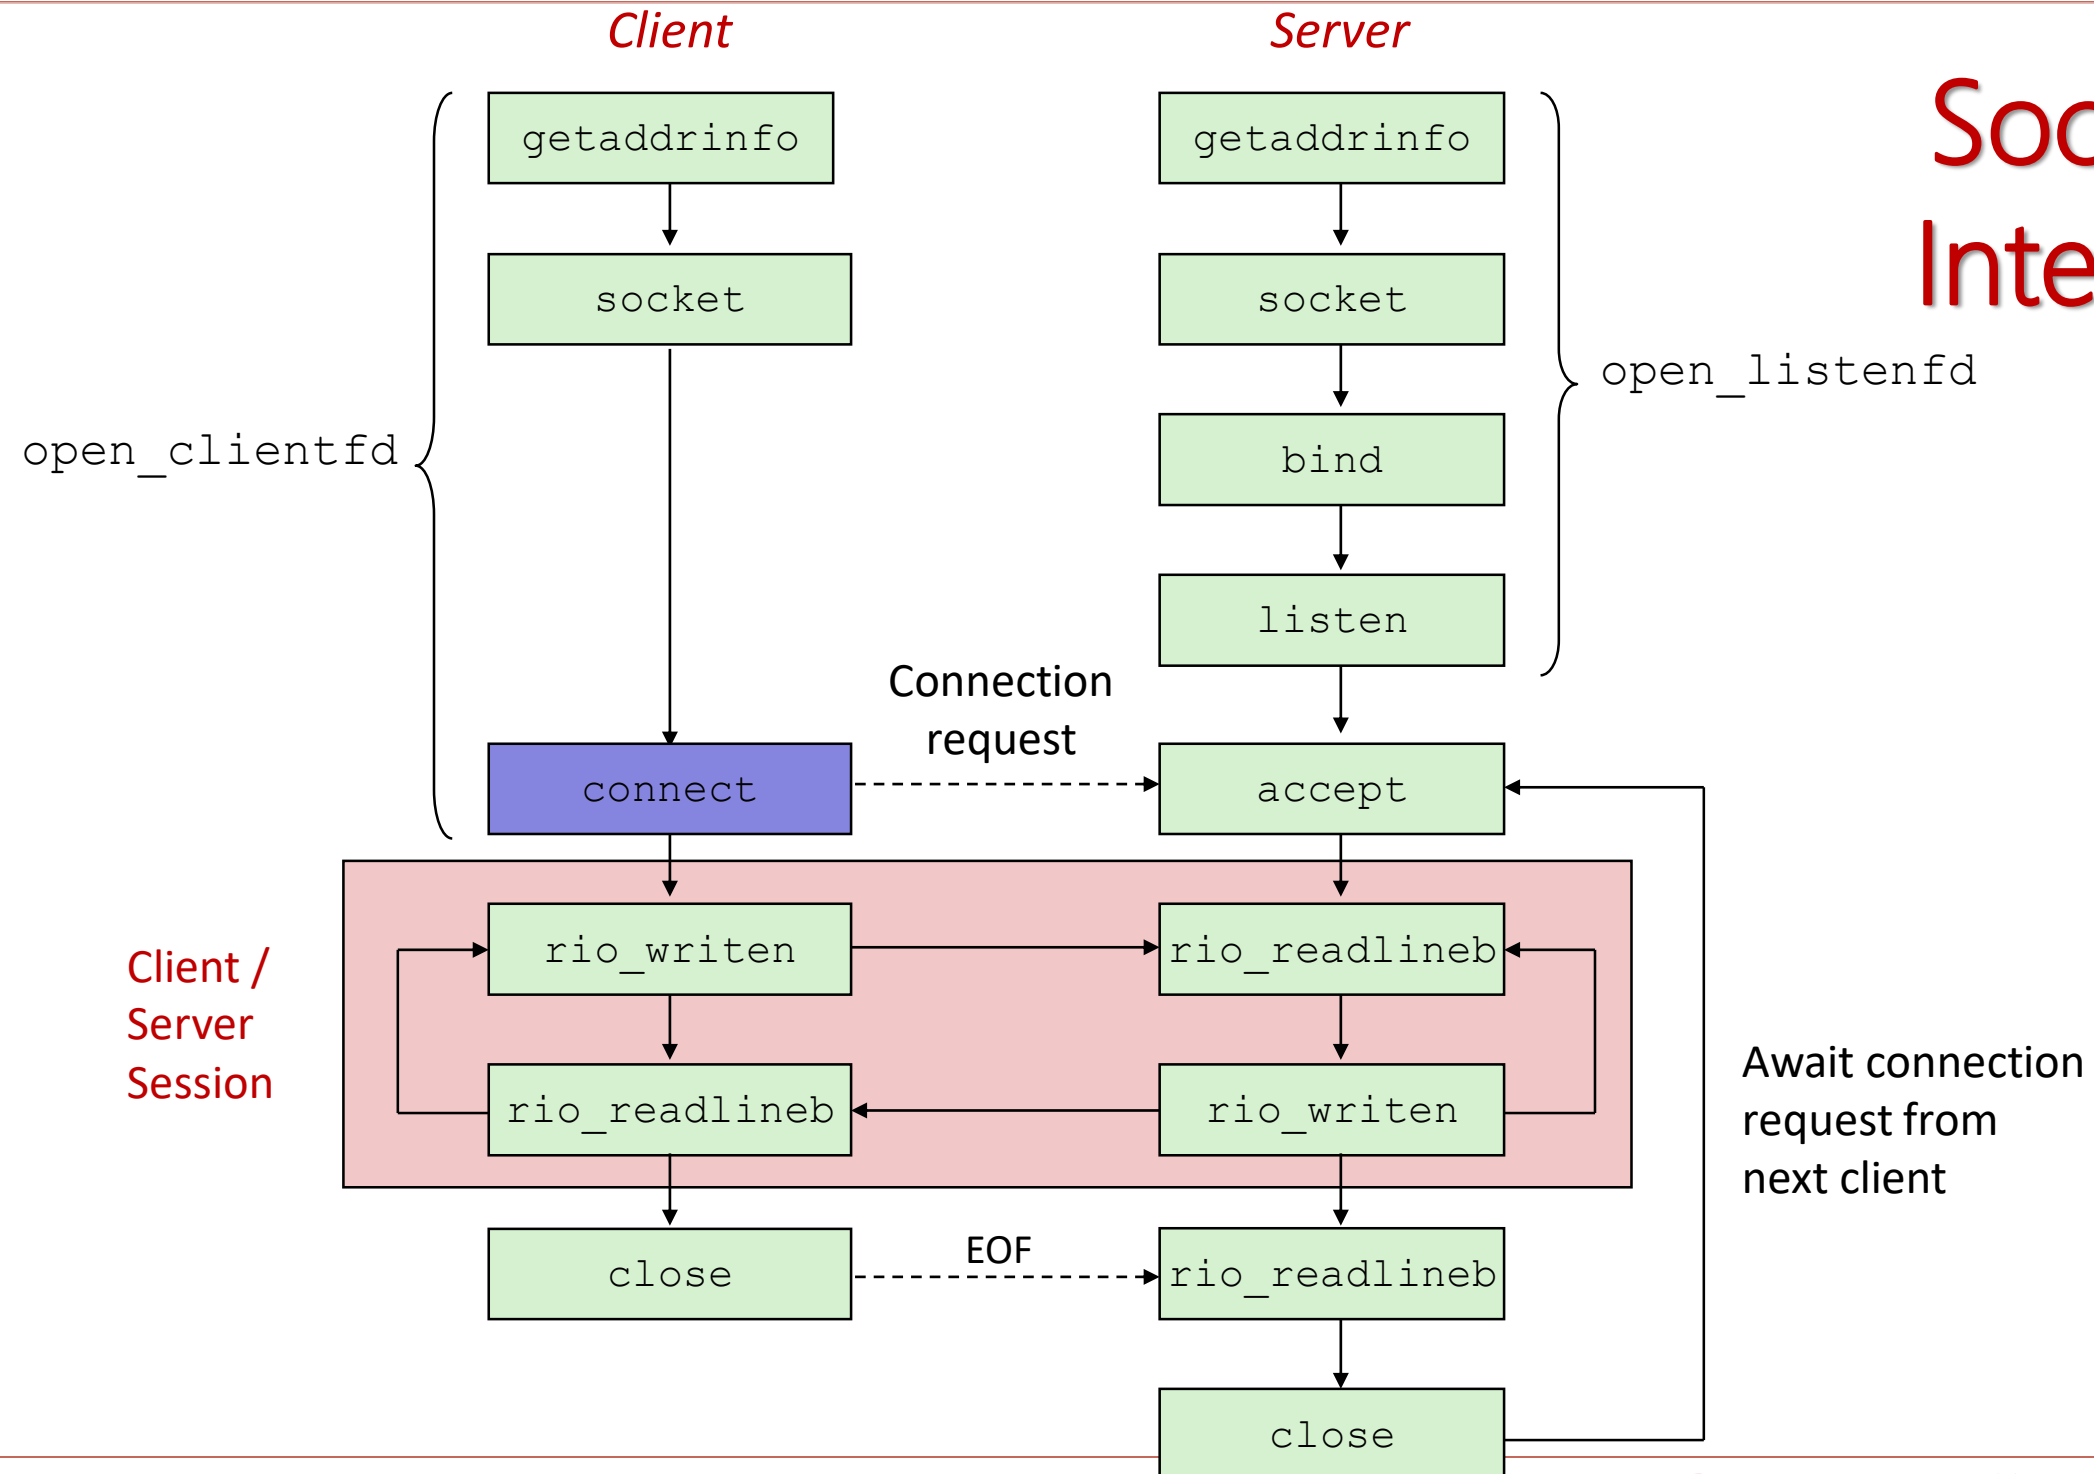 Client
Server
Soc
Inte
getaddrinfo
getaddrinfo
socket
socket
open_listenfd
open_clientfd
bind
listen
Connection
request
connect
accept
Client /
Server
Session
rio_writen
rio_readlineb
rio_readlineb
rio_writen
Await connection
request from
next client
close
EOF
rio_readlineb
close